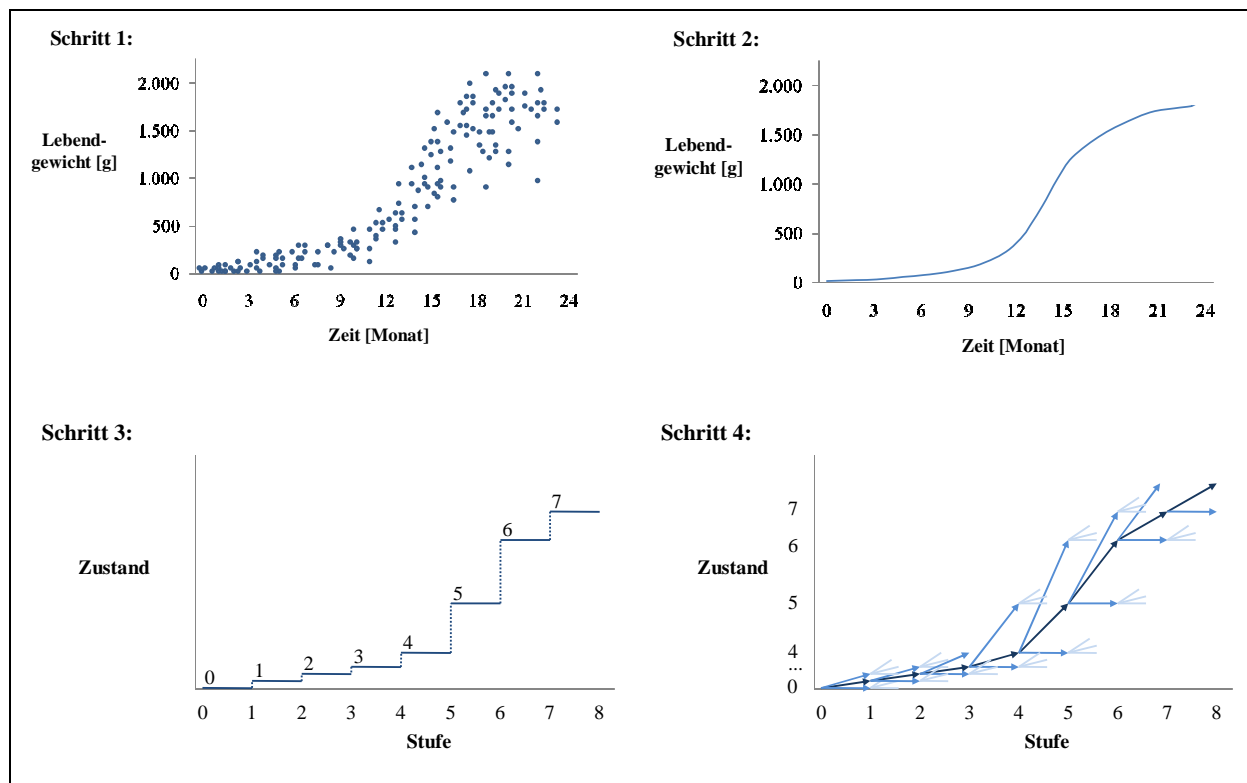 Schritt 1:
2.000
1.500
1.000
500
0
Lebend-
gewicht [g]
0 3 6 9 12 15 18 21 24
Zeit [Monat]
Schritt 2:
2.000
1.500
1.000
500
0
Lebend-
gewicht [g]
0 3 6 9 12 15 18 21 24
Zeit [Monat]
Schritt 3:
Zustand
7
6
5
4
3
2
1
0
0 1 2 3 4 5 6 7 8
Stufe
Schritt 4:
Zustand
7
6
5
4
...
0
0 1 2 3 4 5 6 7 8
Stufe